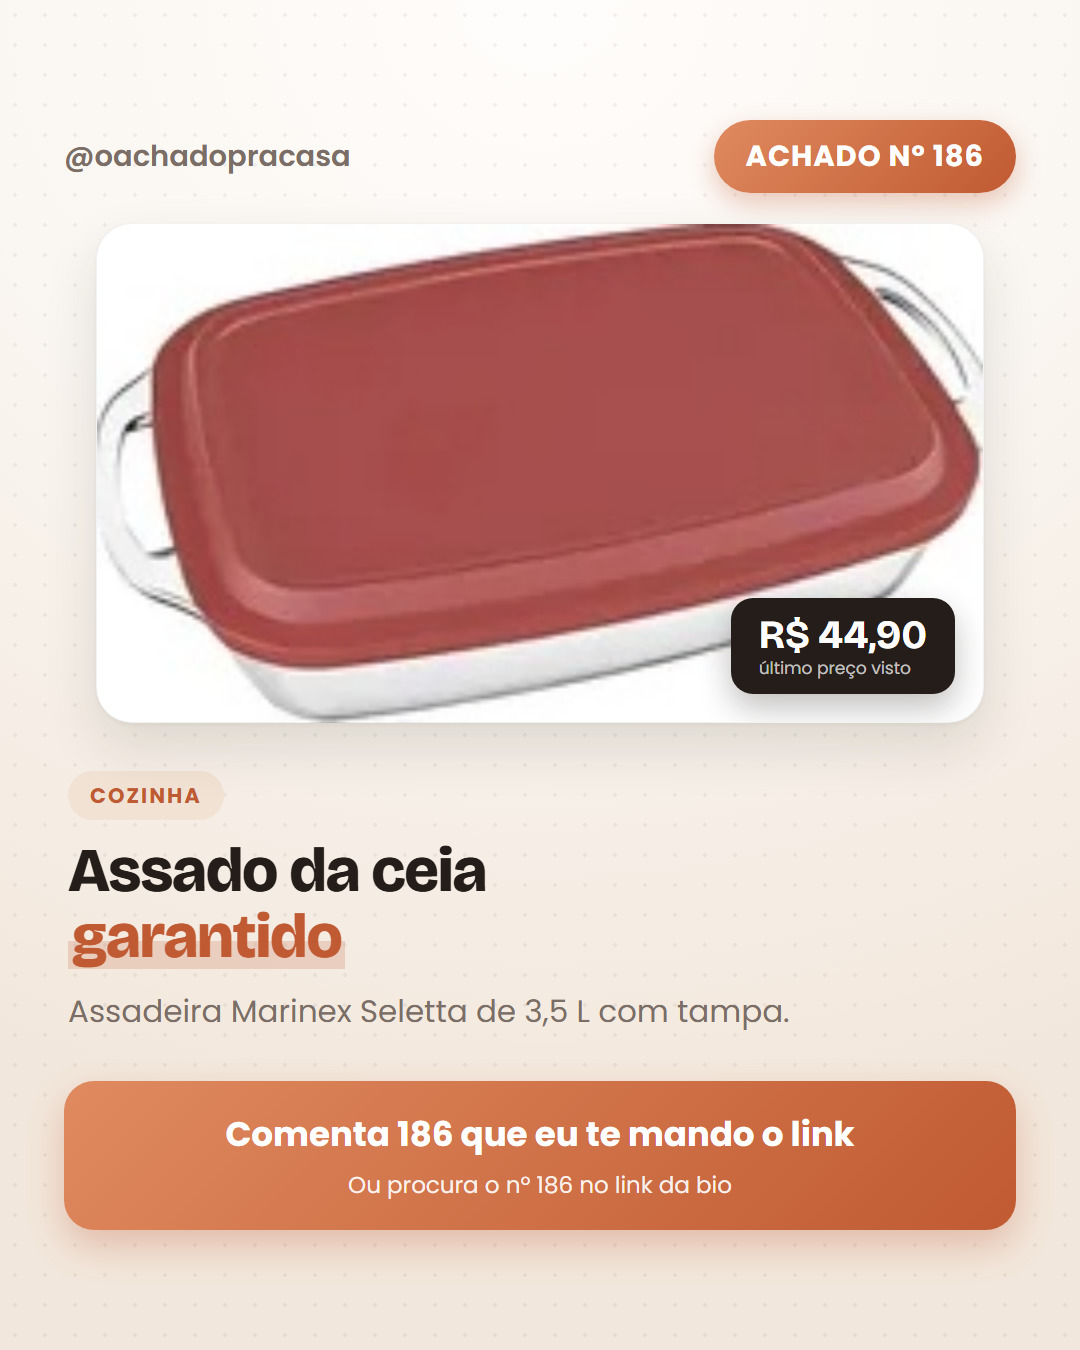 @oachadopracasa
ACHADO Nº 186
R$ 44,90
último preço visto
COZINHA
Assado da ceia
garantido
Assadeira Marinex Seletta de 3,5 L com tampa.
Comenta 186 que eu te mando o link
Ou procura o nº 186 no link da bio